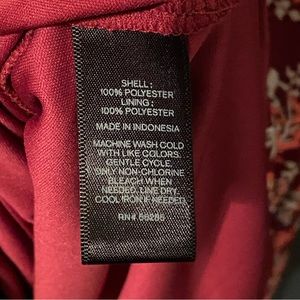 SHELL:
100% POLYESTER
LINING:
100% POLYESTER
MADE IN INDONESIA
MACHINE WASH COLD
WITH LIKE COLORS.
GENTLE CYCLE.
ONLY NON-CHLORINE
BLEACH WHEN
NEEDED. LINE DRY.
COOL IRON IF NEEDED.
RN#